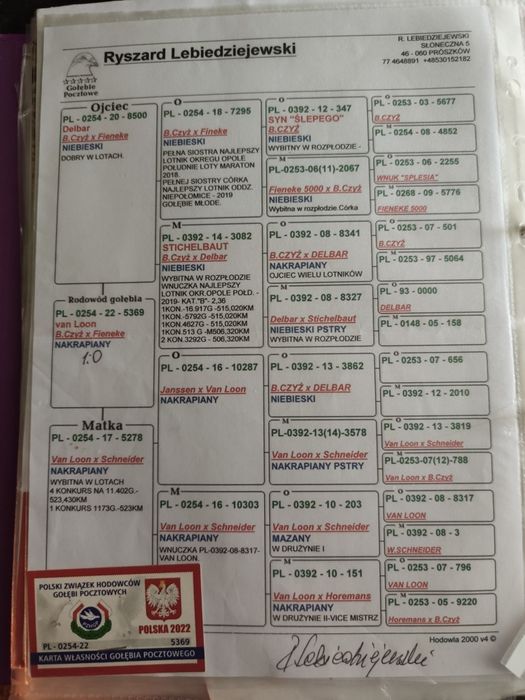 Gołębie
Pocztowe
Ryszard Lebiedziejewski
R. LEBIEDZIEJEWSKI
SŁONECZNA 5
46 - 060 PRÓSZKÓW
77 4648891 +48530152182
Ojciec
PL - 0254 - 20 - 8500
Delbar
B.Czyż x Fieneke
NIEBIESKI
DOBRY W LOTACH.
Rodowód gołębia
PL - 0254 - 22 - 5369
van Loon
B.Czyż x Fieneke
NAKRAPIANY
1:0
Matka
PL - 0254 - 17 - 5278
Van Loon x Schneider
NAKRAPIANY
WYBITNA W LOTACH
4 KONKURS NA 11.402G.-
523,430KM
1 KONKURS 1173G.-523KM
O
PL - 0254 - 18 - 7295
B.Czyż x Fineke
NIEBIESKI
PEŁNA SIOSTRA NAJLEPSZY
LOTNIK OKREGU OPOLE
POŁUDNIE LOTY MARATON
2018.
PEŁNEJ SIOSTRY CÓRKA
NAJLEPSZY LOTNIK ODDZ.
NIEPOŁOMICE - 2019
GOŁĘBIE MŁODE.
M
PL - 0392 - 14 - 3082
STICHELBAUT
B.Czyż x Delbar
NIEBIESKI
WYBITNA W ROZPŁODZIE
WNUCZKA NAJLEPSZY
LOTNIK OKR.OPOLE POŁD. -
2019- KAT."B"- 2,36
1KON.-16.917G -515,020KM
1KON.-5792G -515,020KM
1KON.4627G - 515,020KM
1KON.513 G -M506,320KM
2 KON.3292G - 506,320KM
O
PL - 0254 - 16 - 10287
Janssen x Van Loon
NAKRAPIANY
M
PL - 0254 - 16 - 10303
Van Loon x Schneider
NAKRAPIANY
WNUCZKA PL-0392-08-8317-
VAN LOON.
O
PL - 0392 - 12 - 347
SYN "ŚLEPEGO"
B.CZYŻ
NIEBIESKI
WYBITNY W ROZPŁODZIE -
M
PL-0253-06(11)-2067
Fieneke 5000 x B.Czyż
NIEBIESKI
Wybitna w rozpłodzie Córka
O
PL - 0392 - 08 - 8341
B.CZYŻ x DELBAR
NAKRAPIANY
OJCIEC WIELU LOTNIKÓW
M
PL - 0392 - 08 - 8327
Delbar x Stichelbaut
NIEBIESKI PSTRY
WYBITNA W ROZPŁODZIE
O
PL - 0392 - 13 - 3862
B.CZYŻ x DELBAR
NIEBIESKI
M
PL-0392-13(14)-3578
Van Loon x Schneider
NAKRAPIANY PSTRY
O
PL - 0392 - 10 - 203
Van Loon x Schneider
MAZANY
W DRUŻYNIE I
M
PL - 0392 - 10 - 151
Van Loon x Horemans
NAKRAPIANY
W DRUŻYNIE II-VICE MISTRZ
O
PL - 0253 - 03 - 5677
B.CZYŻ
M
PL - 0254 - 08 - 4852
O
PL - 0253 - 06 - 2255
WNUK "SPLESIA"
M
PL - 0268 - 09 - 5776
FIENEKE 5000
O
PL - 0253 - 07 - 501
B.CZYŻ
M
PL - 0253 - 97 - 5064
O
PL - 93 - 0000
DELBAR
M
PL - 0148 - 05 - 158
O
PL - 0253 - 07 - 656
M
PL - 0392 - 12 - 2010
O
PL - 0392 - 13 - 3819
Van Loon x Schneider
M
PL-0253-07(12)-788
Van Loon x B.Czyż
O
PL - 0392 - 08 - 8317
VAN LOON
M
PL - 0392 - 08 - 3
W.SCHNEIDER
O
PL - 0253 - 07 - 796
VAN LOON
M
PL - 0253 - 05 - 9220
Horemans x B.Czyż
Hodowla 2000 v4 ©
POLSKI ZWIĄZEK HODOWCÓW
GOŁĘBI POCZTOWYCH
PZHGP
POLSKA 2022
PL - 0254-22
5369
KARTA WŁASNOŚCI GOŁĘBIA POCZTOWEGO
R. Lebiedziejewski